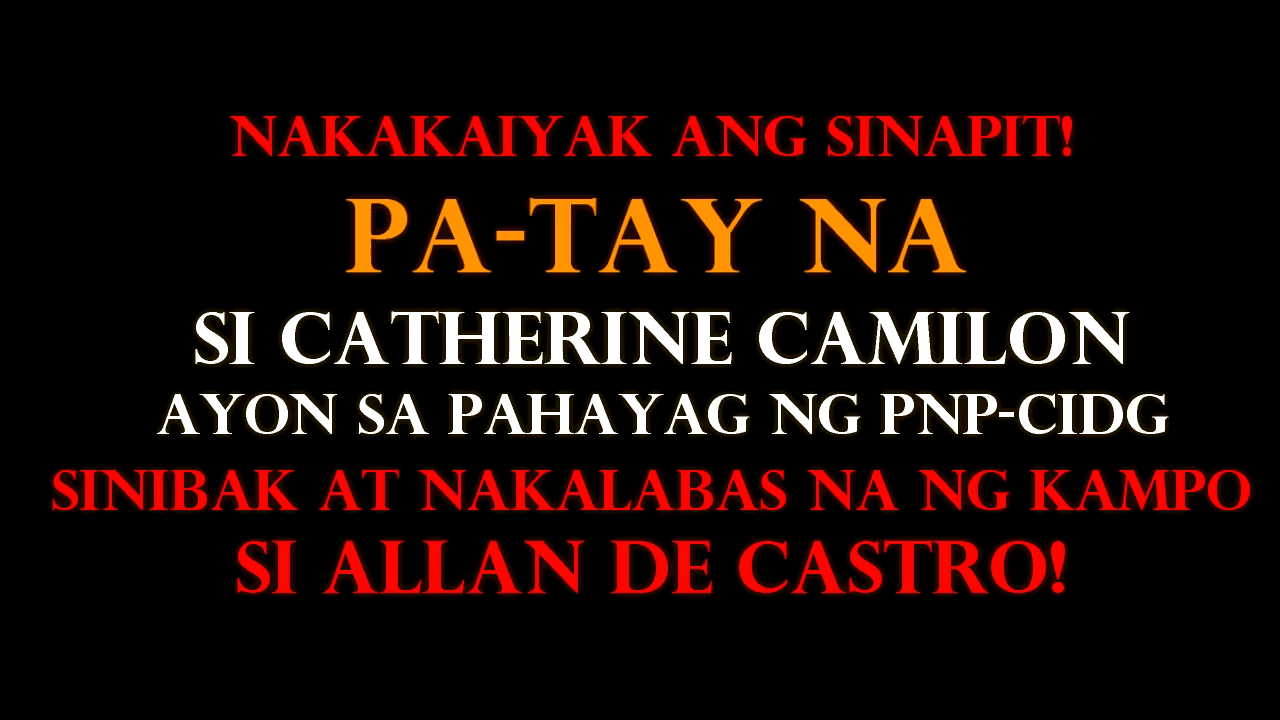 NAKAKAIYAK ANG SINAPIT!
PA-TAY NA
SI CATHERINE CAMILON
AYON SA PAHAYAG NG PNP-CIDG
SINIBAK AT NAKALABAS NA NG KAMPO
SI ALLAN DE CASTRO!